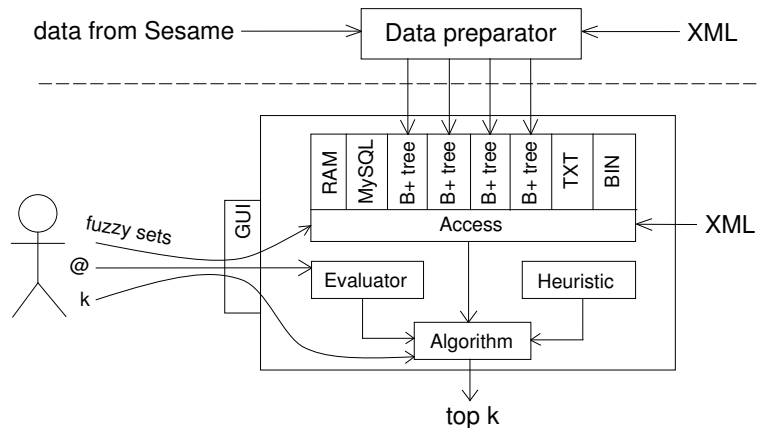 data from Sesame
Data preparator
XML
RAM
MySQL
B+ tree
B+ tree
B+ tree
B+ tree
TXT
BIN
GUI
fuzzy sets
Access
XML
@
Evaluator
Heuristic
k
Algorithm
top k